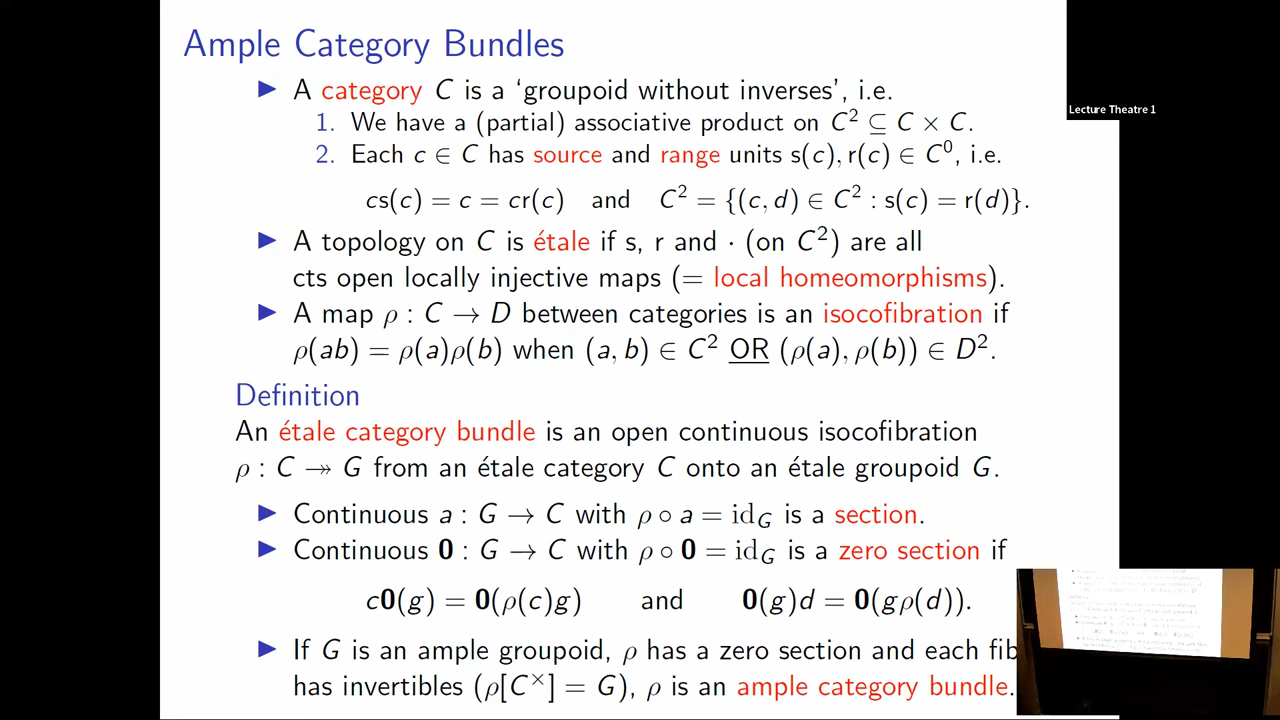 Ample Category Bundles
▶ A category C is a ‘groupoid without inverses’, i.e.
1. We have a (partial) associative product on C² ⊆ C × C.
2. Each c ∈ C has source and range units s(c), r(c) ∈ C⁰, i.e.
cs(c) = c = cr(c) and C² = {(c, d) ∈ C² : s(c) = r(d)}.
▶ A topology on C is étale if s, r and · (on C²) are all
cts open locally injective maps (= local homeomorphisms).
▶ A map ρ : C → D between categories is an isocofibration if
ρ(ab) = ρ(a)ρ(b) when (a, b) ∈ C² OR (ρ(a), ρ(b)) ∈ D².
Definition
An étale category bundle is an open continuous isocofibration
ρ : C ↠ G from an étale category C onto an étale groupoid G.
▶ Continuous a : G → C with ρ ∘ a = id_G is a section.
▶ Continuous 0 : G → C with ρ ∘ 0 = id_G is a zero section if
c0(g) = 0(ρ(c)g) and 0(g)d = 0(gρ(d)).
▶ If G is an ample groupoid, ρ has a zero section and each fib
has invertibles (ρ[C×] = G), ρ is an ample category bundle.
Lecture Theatre 1